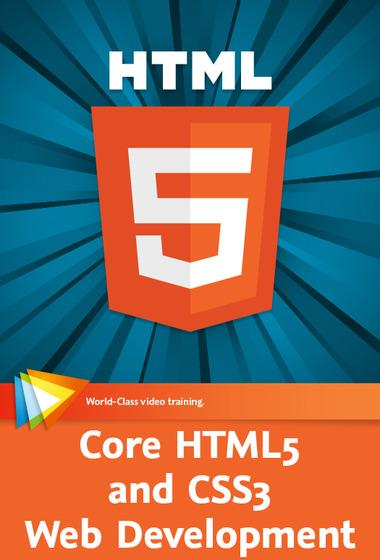 HTML
5
World-Class video training.
Core HTML5
and CSS3
Web Development